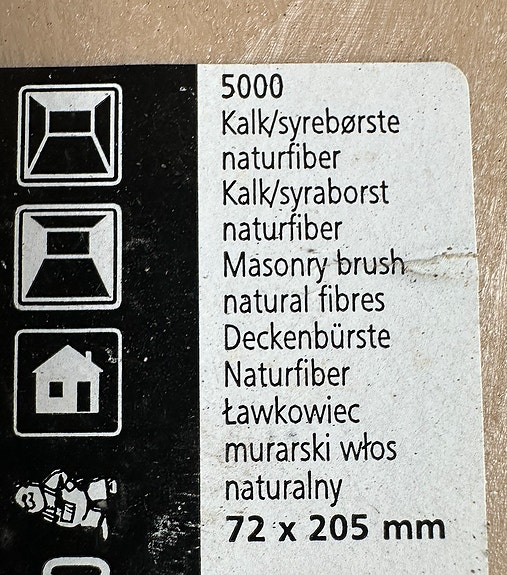 5000
Kalk/syrebørste
naturfiber
Kalk/syraborst
naturfiber
Masonry brush
natural fibres
Deckenbürste
Naturfiber
Ławkowiec
murarski włos
naturalny
72 x 205 mm